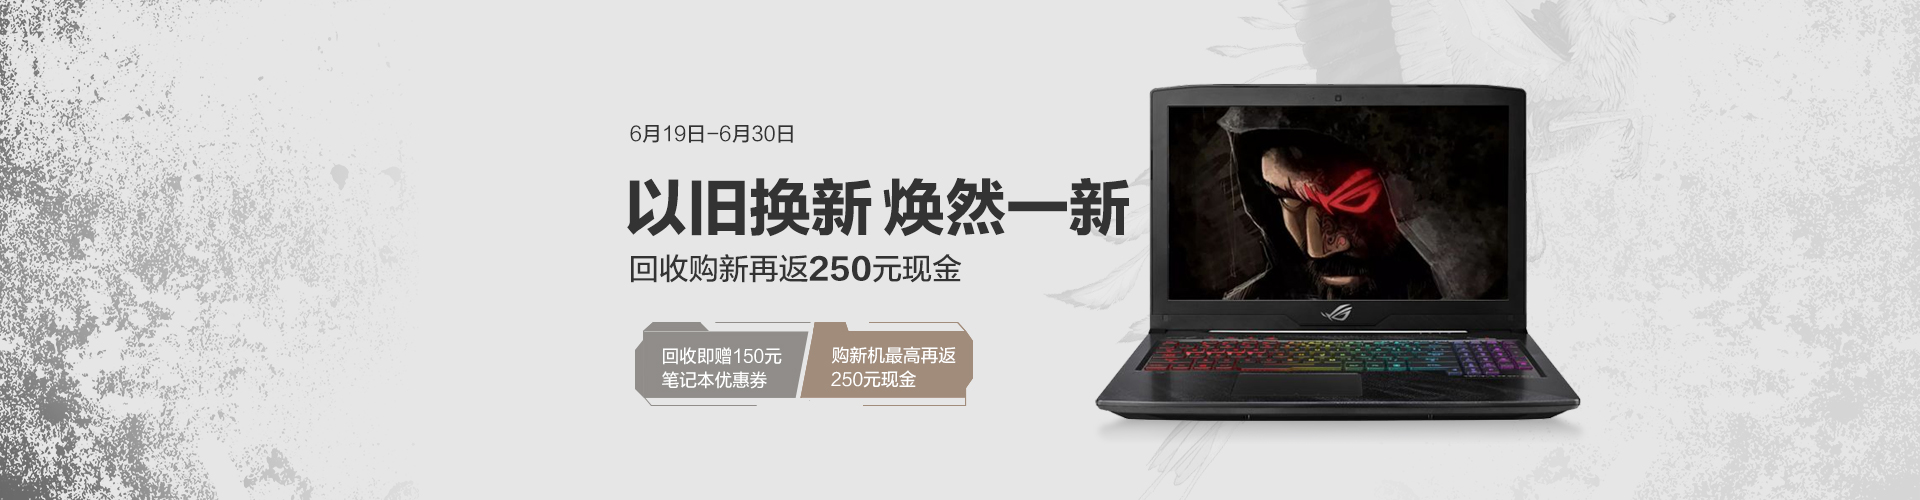 6月19日-6月30日
以旧换新 焕然一新
回收购新再返250元现金
回收即赠150元
笔记本优惠券
购新机最高再返
250元现金